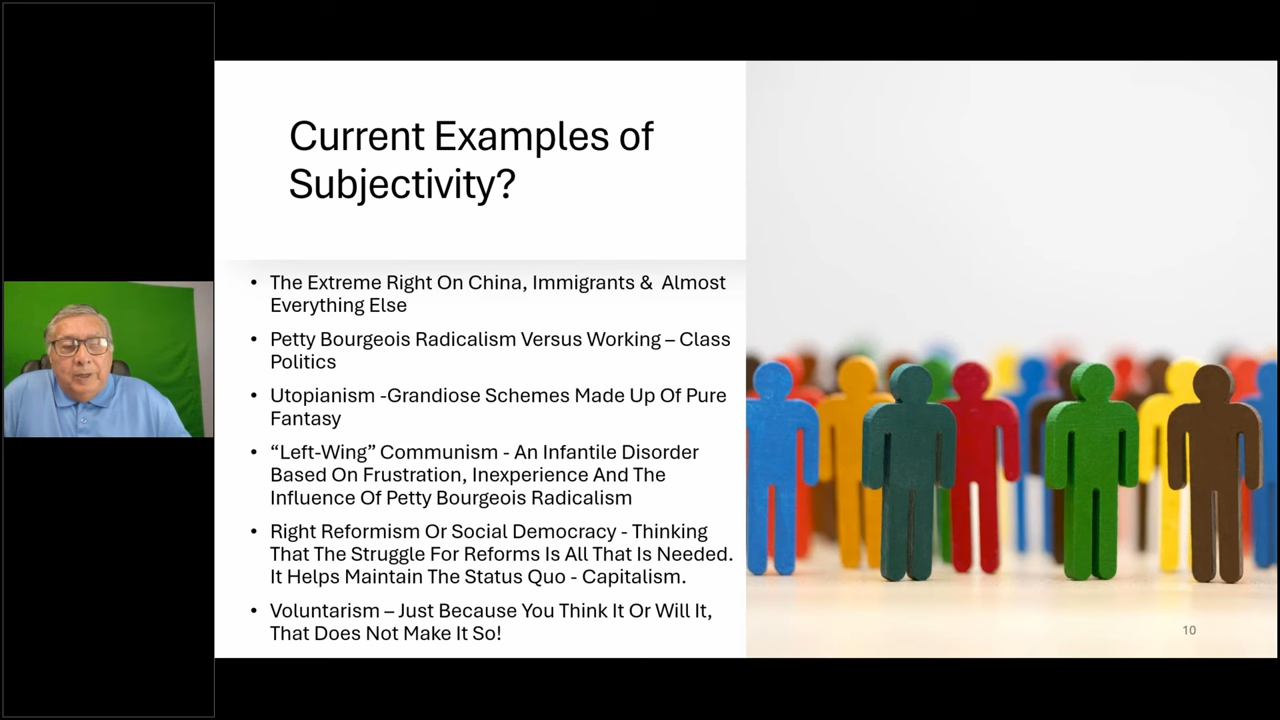 Current Examples of
Subjectivity?
• The Extreme Right On China, Immigrants &  Almost
Everything Else
• Petty Bourgeois Radicalism Versus Working – Class
Politics
• Utopianism -Grandiose Schemes Made Up Of Pure
Fantasy
• “Left-Wing” Communism - An Infantile Disorder
Based On Frustration, Inexperience And The
Influence Of Petty Bourgeois Radicalism
• Right Reformism Or Social Democracy - Thinking
That The Struggle For Reforms Is All That Is Needed.
It Helps Maintain The Status Quo - Capitalism.
• Voluntarism – Just Because You Think It Or Will It,
That Does Not Make It So!
10